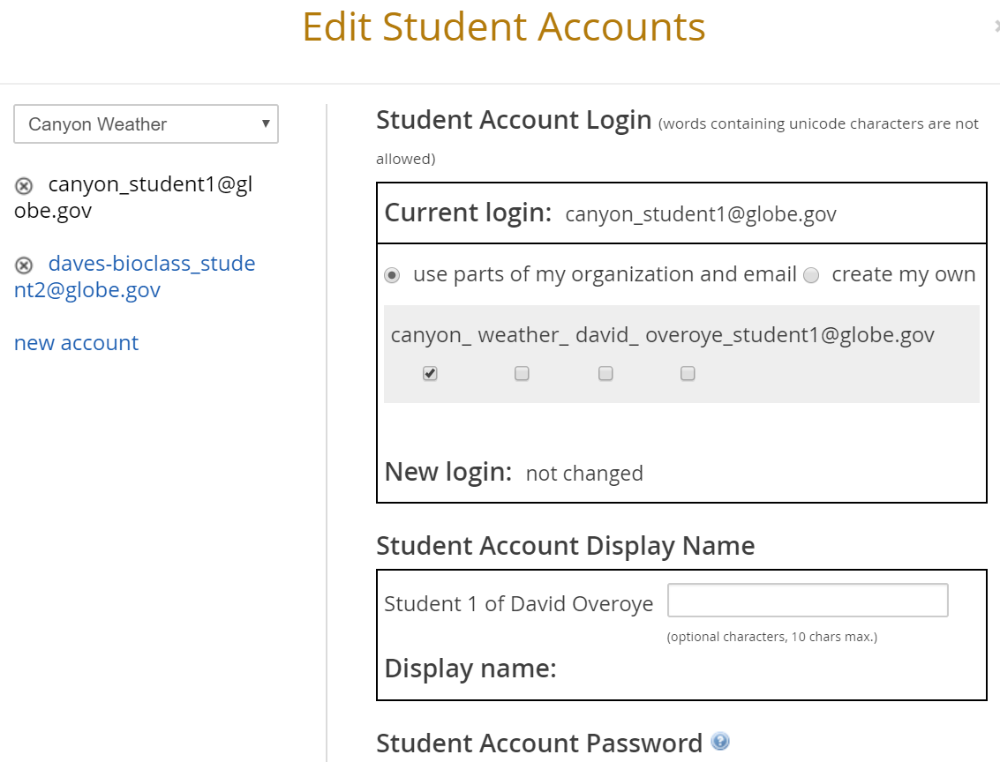 Edit Student Accounts
Canyon Weather
canyon_student1@gl
obe.gov
daves-bioclass_stude
nt2@globe.gov
new account
Student Account Login (words containing unicode characters are not
allowed)
Current login: canyon_student1@globe.gov
use parts of my organization and email create my own
canyon_ weather_ david_ overoye_student1@globe.gov
New login: not changed
Student Account Display Name
Student 1 of David Overoye
(optional characters, 10 chars max.)
Display name:
Student Account Password